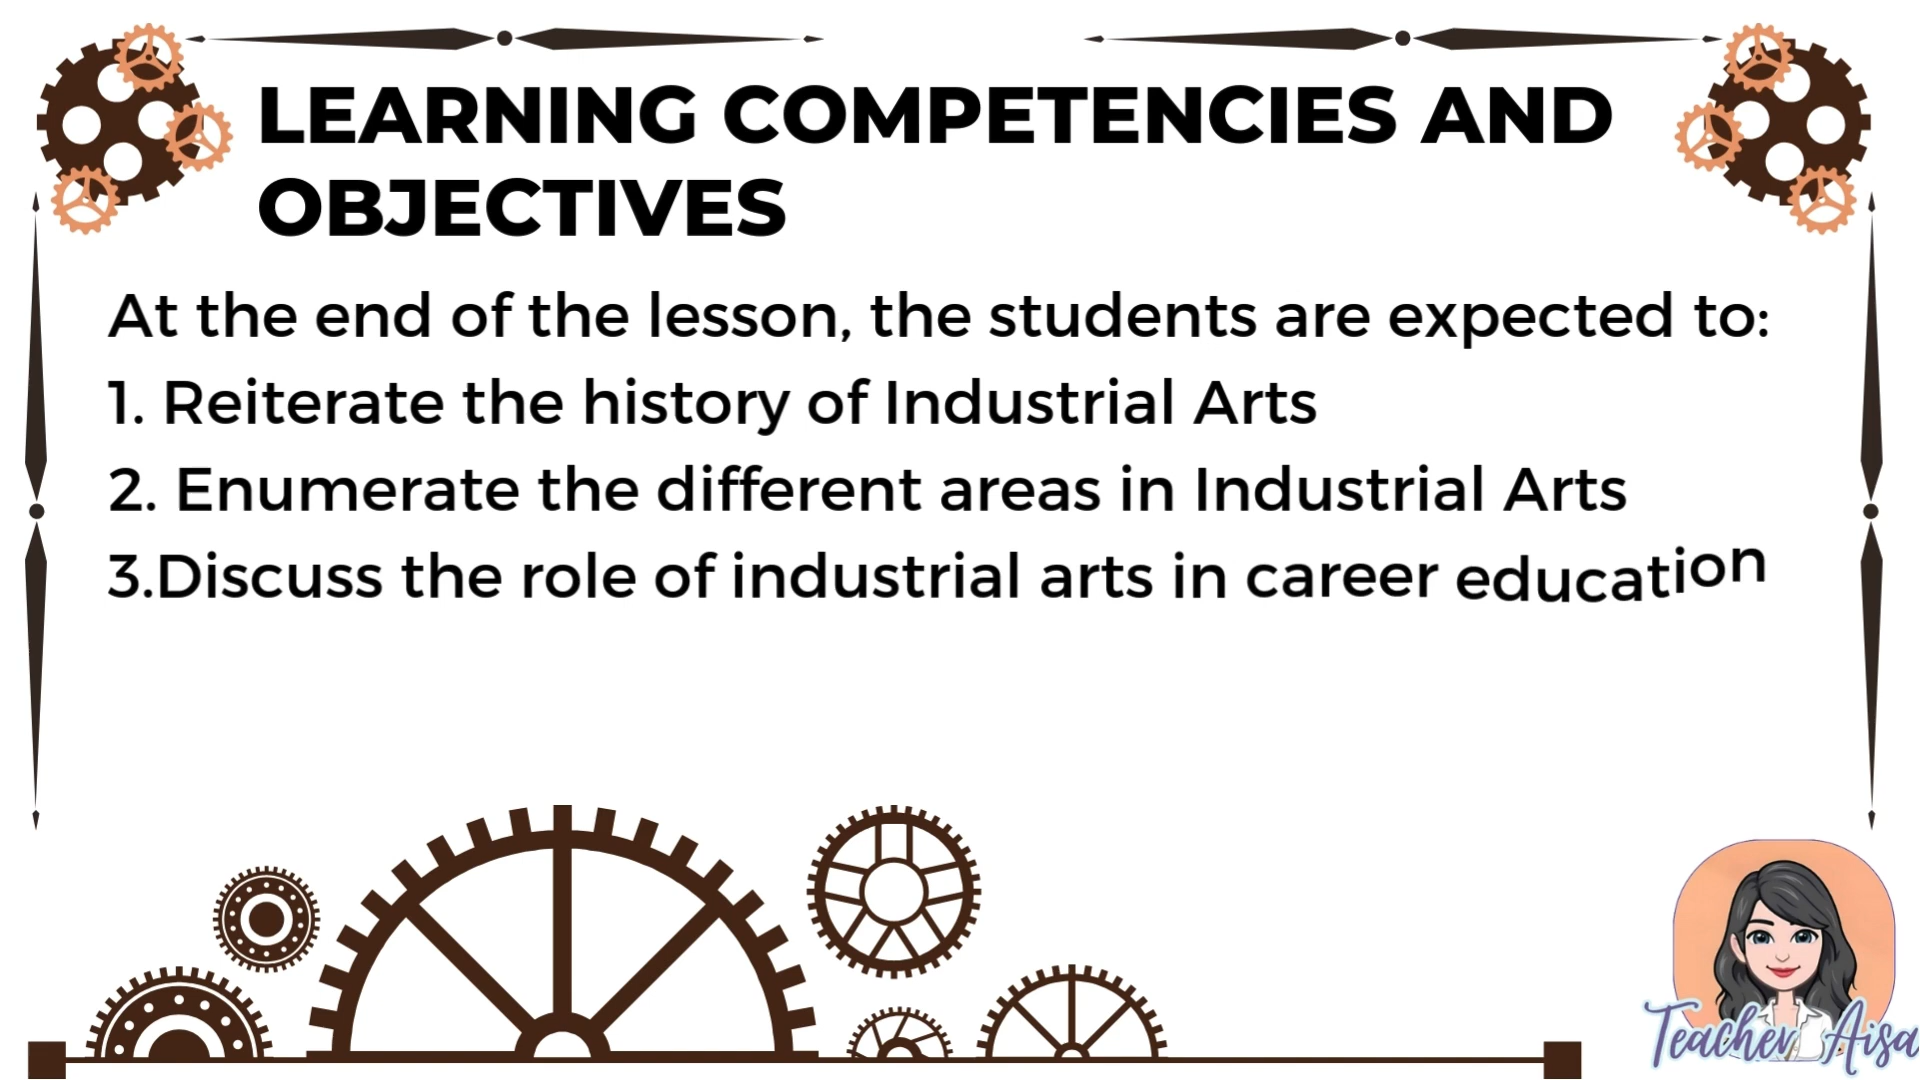 LEARNING COMPETENCIES AND
OBJECTIVES
At the end of the lesson, the students are expected to:
1. Reiterate the history of Industrial Arts
2. Enumerate the different areas in Industrial Arts
3.Discuss the role of industrial arts in career education
Teacher Aisa